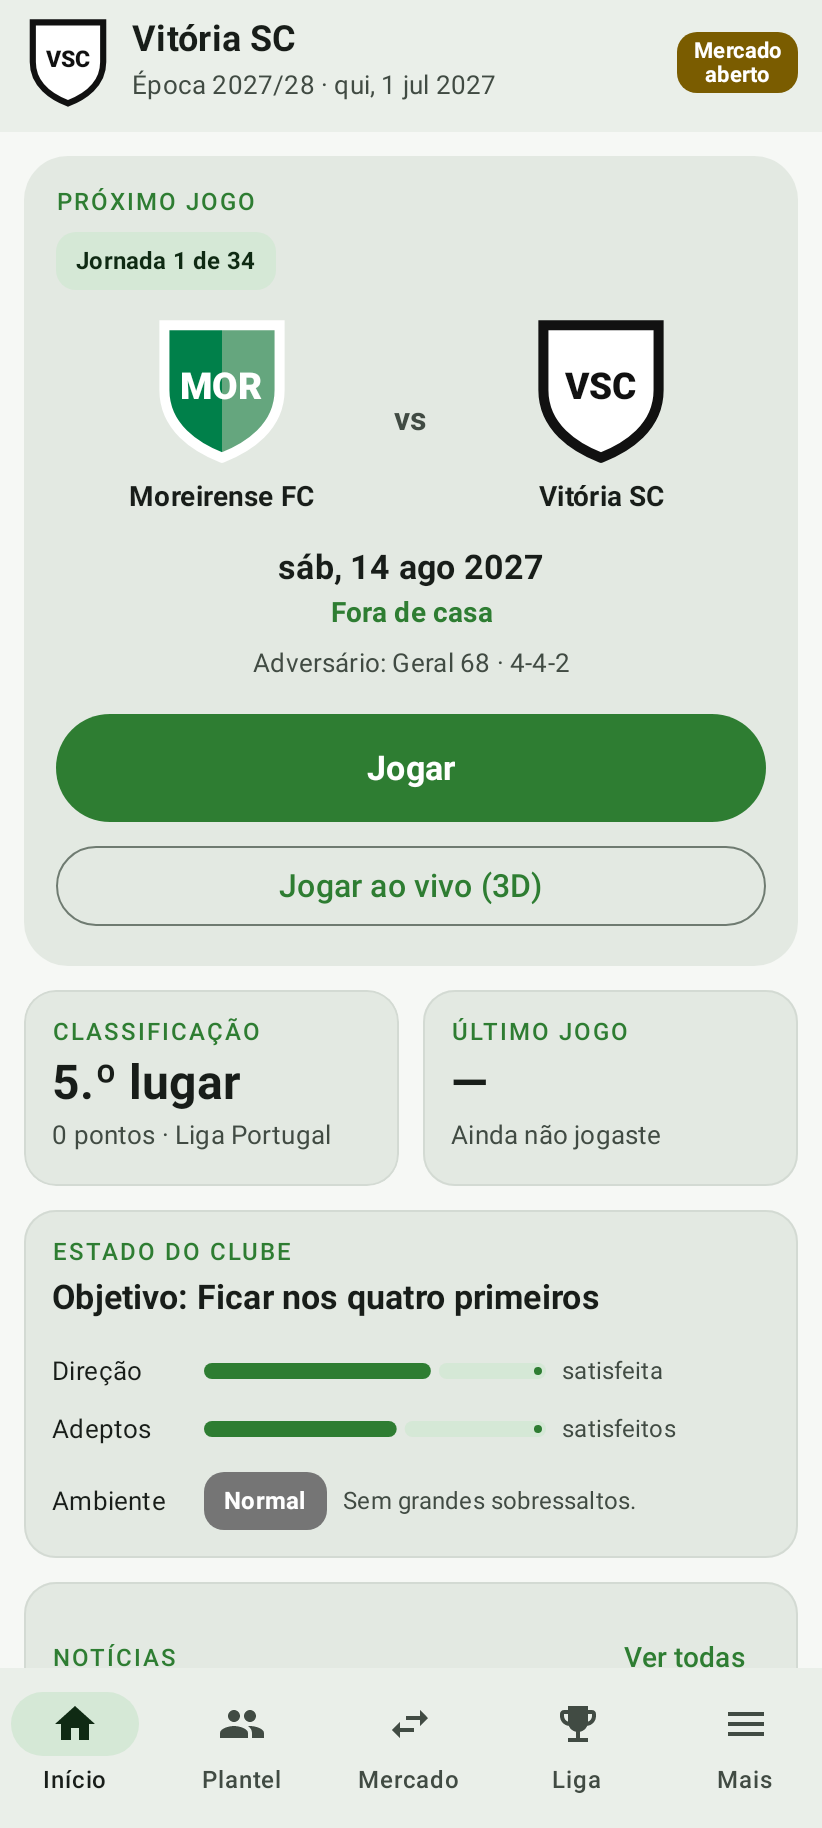 VSC
Vitória SC
Época 2027/28 · qui, 1 jul 2027
Mercado
aberto
PRÓXIMO JOGO
Jornada 1 de 34
MOR
vs
VSC
Moreirense FC
Vitória SC
sáb, 14 ago 2027
Fora de casa
Adversário: Geral 68 · 4-4-2
Jogar
Jogar ao vivo (3D)
CLASSIFICAÇÃO
5.º lugar
0 pontos · Liga Portugal
ÚLTIMO JOGO
—
Ainda não jogaste
ESTADO DO CLUBE
Objetivo: Ficar nos quatro primeiros
Direção satisfeita
Adeptos satisfeitos
Ambiente Normal Sem grandes sobressaltos.
NOTÍCIAS Ver todas
Início Plantel Mercado Liga Mais